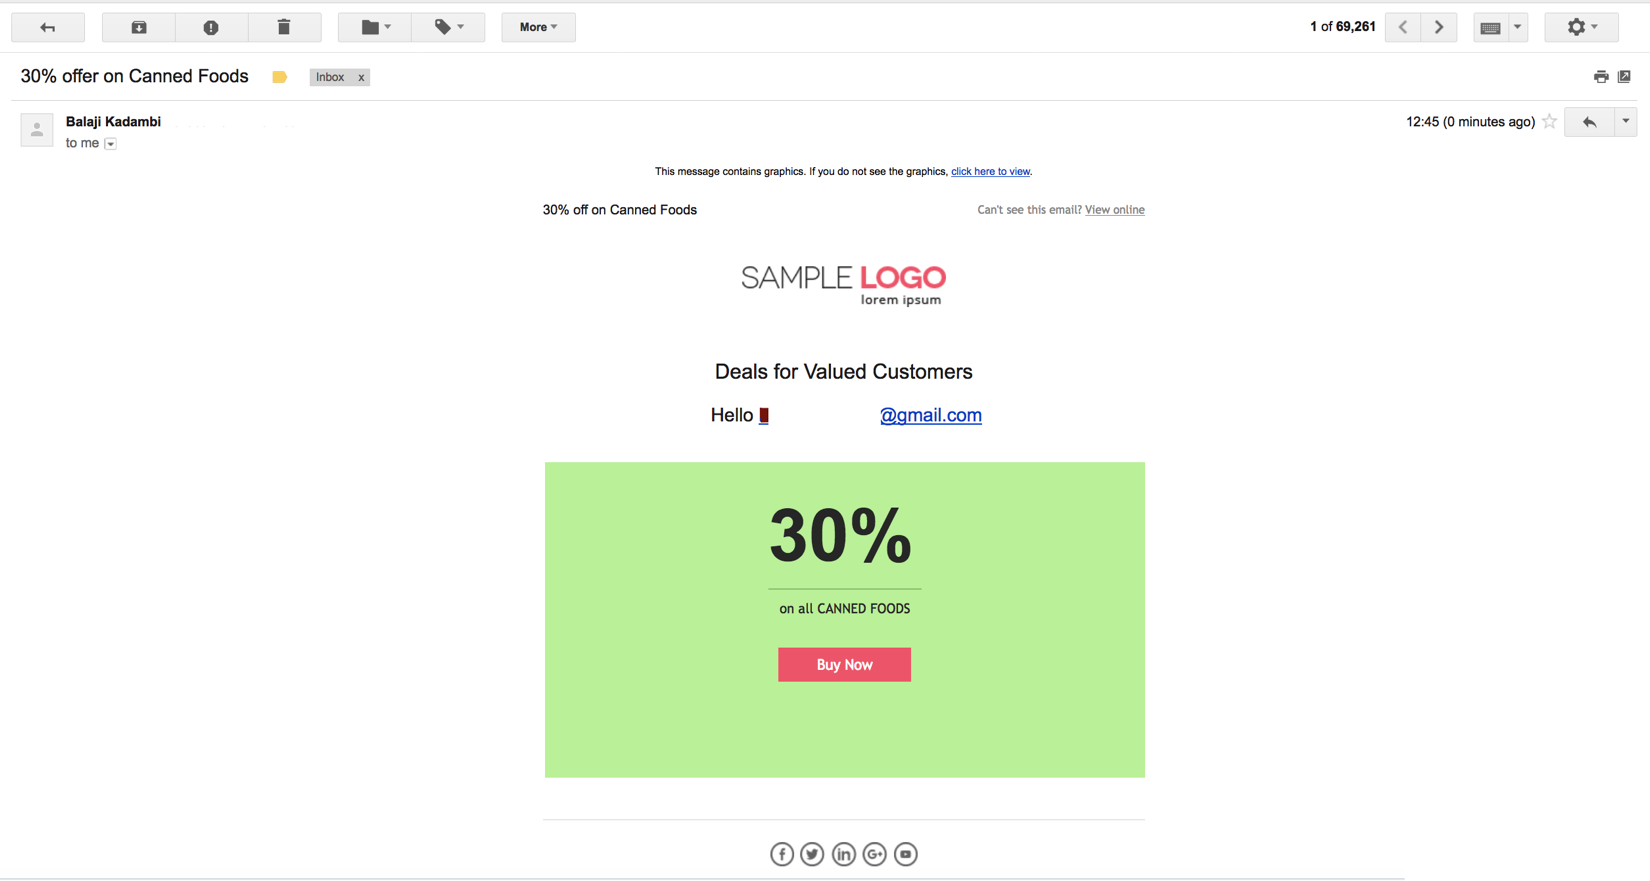 More
1 of 69,261
30% offer on Canned Foods
Inbox x
Balaji Kadambi
12:45 (0 minutes ago)
to me
This message contains graphics. If you do not see the graphics, click here to view.
30% off on Canned Foods
Can't see this email? View online
SAMPLE LOGO
lorem ipsum
Deals for Valued Customers
Hello @gmail.com
30%
on all CANNED FOODS
Buy Now
f in G+